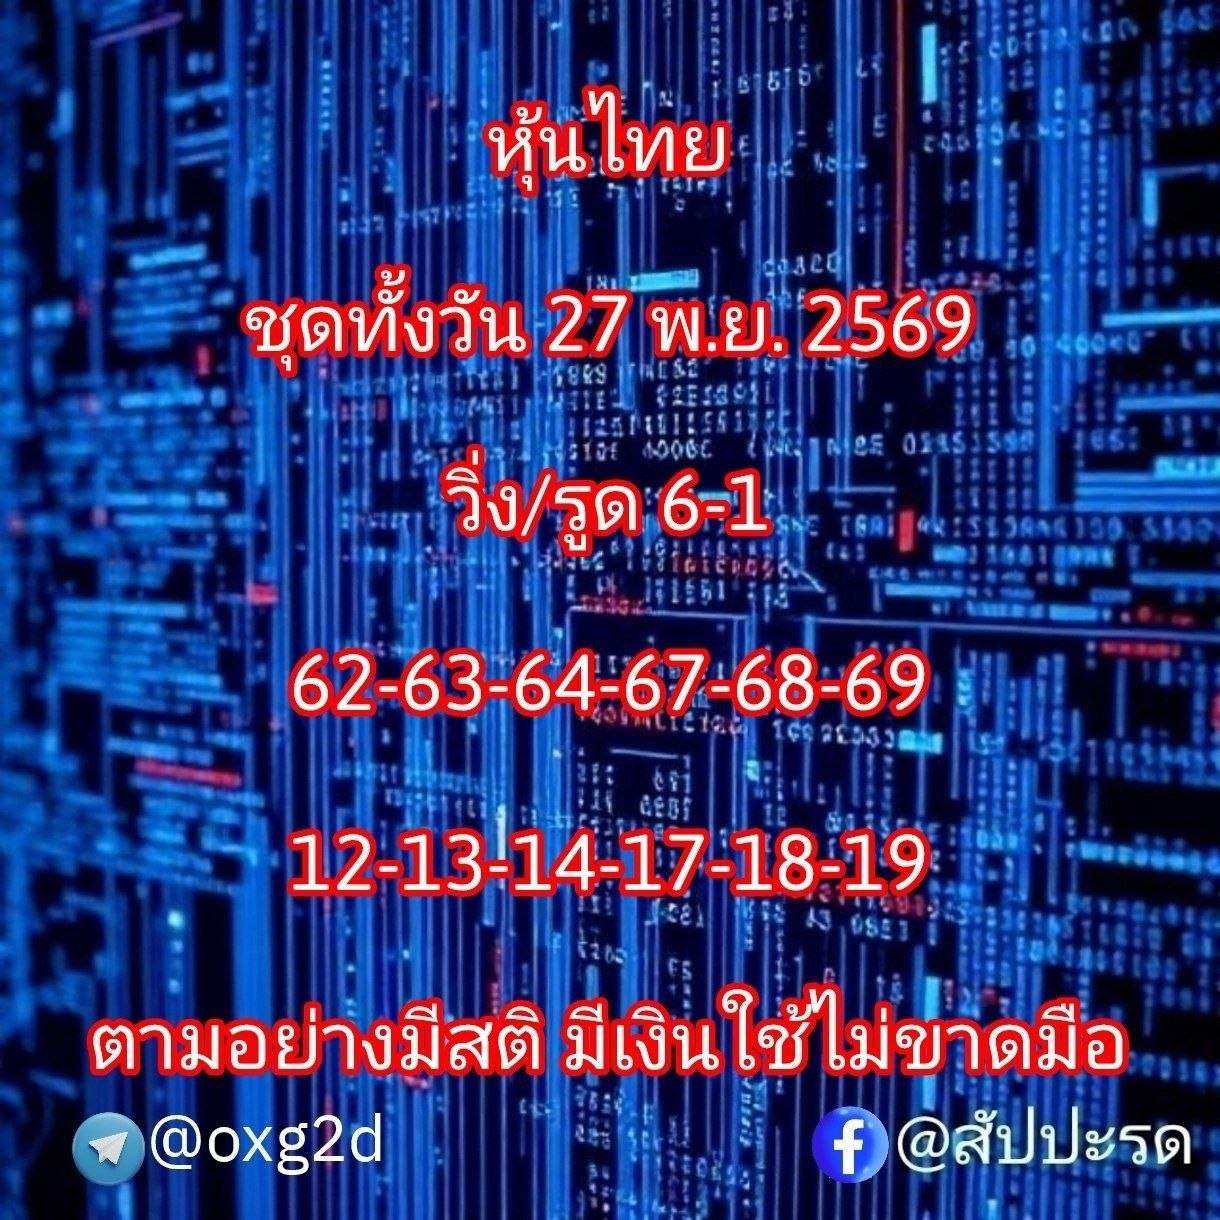 หุ้นไทย
ชุดทั้งวัน 27 พ.ย. 2569
วิ่ง/รูด 6-1
62-63-64-67-68-69
12-13-14-17-18-19
ตามอย่างมีสติ มีเงินใช้ไม่ขาดมือ
@oxg2d @สัปปะรด